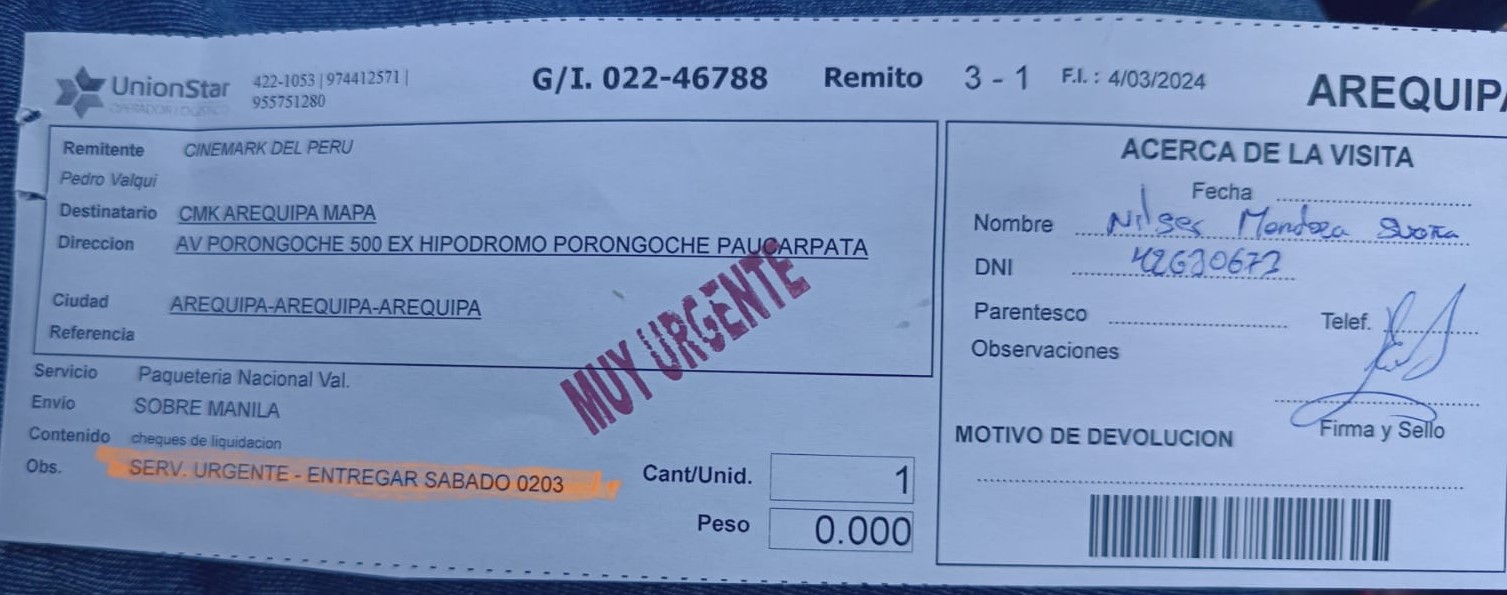 UnionStar
OPERADOR LOGISTICO
422-1053 | 974412571 |
955751280
G/I. 022-46788 Remito 3 - 1 F.I. : 4/03/2024
AREQUIPA
Remitente CINEMARK DEL PERU
Pedro Valqui
Destinatario CMK AREQUIPA MAPA
Direccion AV PORONGOCHE 500 EX HIPODROMO PORONGOCHE PAUCARPATA
Ciudad AREQUIPA-AREQUIPA-AREQUIPA
Referencia
MUY URGENTE
Servicio Paqueteria Nacional Val.
Envio SOBRE MANILA
Contenido cheques de liquidacion
Obs. SERV. URGENTE - ENTREGAR SABADO 0203
Cant/Unid. 1
Peso 0.000
ACERCA DE LA VISITA
Fecha
Nombre Nilser Mendoza
DNI 42630673
Parentesco
Telef.
Observaciones
Firma y Sello
MOTIVO DE DEVOLUCION